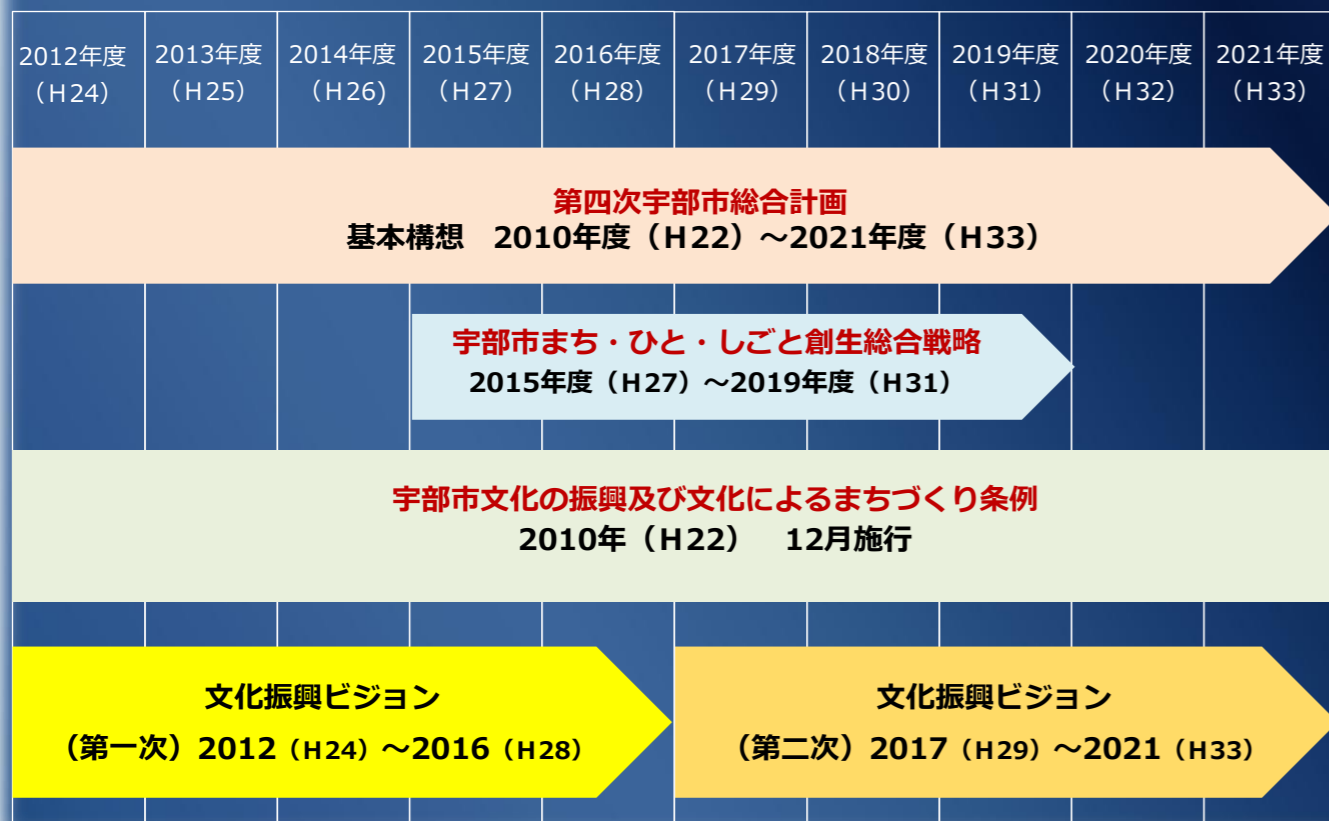 2012年度 2013年度 2014年度 2015年度 2016年度 2017年度 2018年度 2019年度 2020年度 2021年度
(H24) (H25) (H26) (H27) (H28) (H29) (H30) (H31) (H32) (H33)
第四次宇部市総合計画
基本構想 2010年度(H22)～2021年度(H33)
宇部市まち・ひと・しごと創生総合戦略
2015年度(H27)～2019年度(H31)
宇部市文化の振興及び文化によるまちづくり条例
2010年(H22) 12月施行
文化振興ビジョン
(第一次)2012(H24)～2016(H28)
文化振興ビジョン
(第二次)2017(H29)～2021(H33)